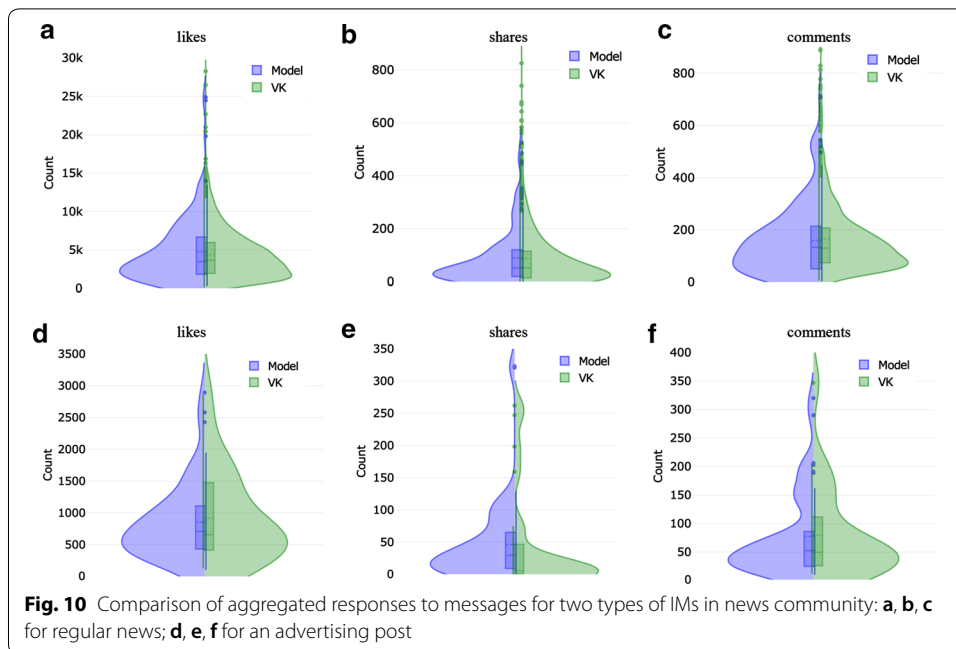 a
likes
30k
25k
20k
15k
10k
5k
0
Count
Model
VK
b
shares
800
600
400
200
0
Count
Model
VK
c
comments
800
600
400
200
0
Count
Model
VK
d
likes
3500
3000
2500
2000
1500
1000
500
0
Count
Model
VK
e
shares
350
300
250
200
150
100
50
0
Count
Model
VK
f
comments
400
350
300
250
200
150
100
50
0
Count
Model
VK
Fig. 10 Comparison of aggregated responses to messages for two types of IMs in news community: a, b, c
for regular news; d, e, f for an advertising post